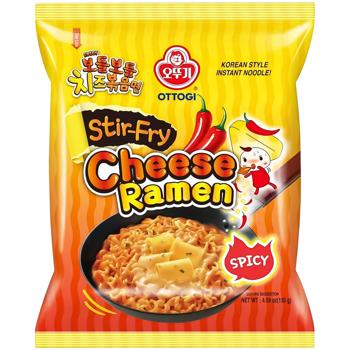 보들보들
치즈볶음면
오뚜기
OTTOGI
KOREAN STYLE
INSTANT NOODLE!
Stir-Fry
Cheese
Ramen
SPICY